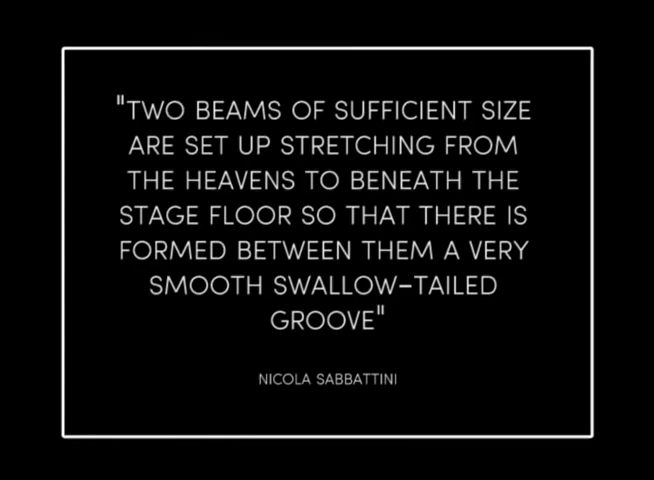 "TWO BEAMS OF SUFFICIENT SIZE
ARE SET UP STRETCHING FROM
THE HEAVENS TO BENEATH THE
STAGE FLOOR SO THAT THERE IS
FORMED BETWEEN THEM A VERY
SMOOTH SWALLOW-TAILED
GROOVE"
NICOLA SABBATTINI